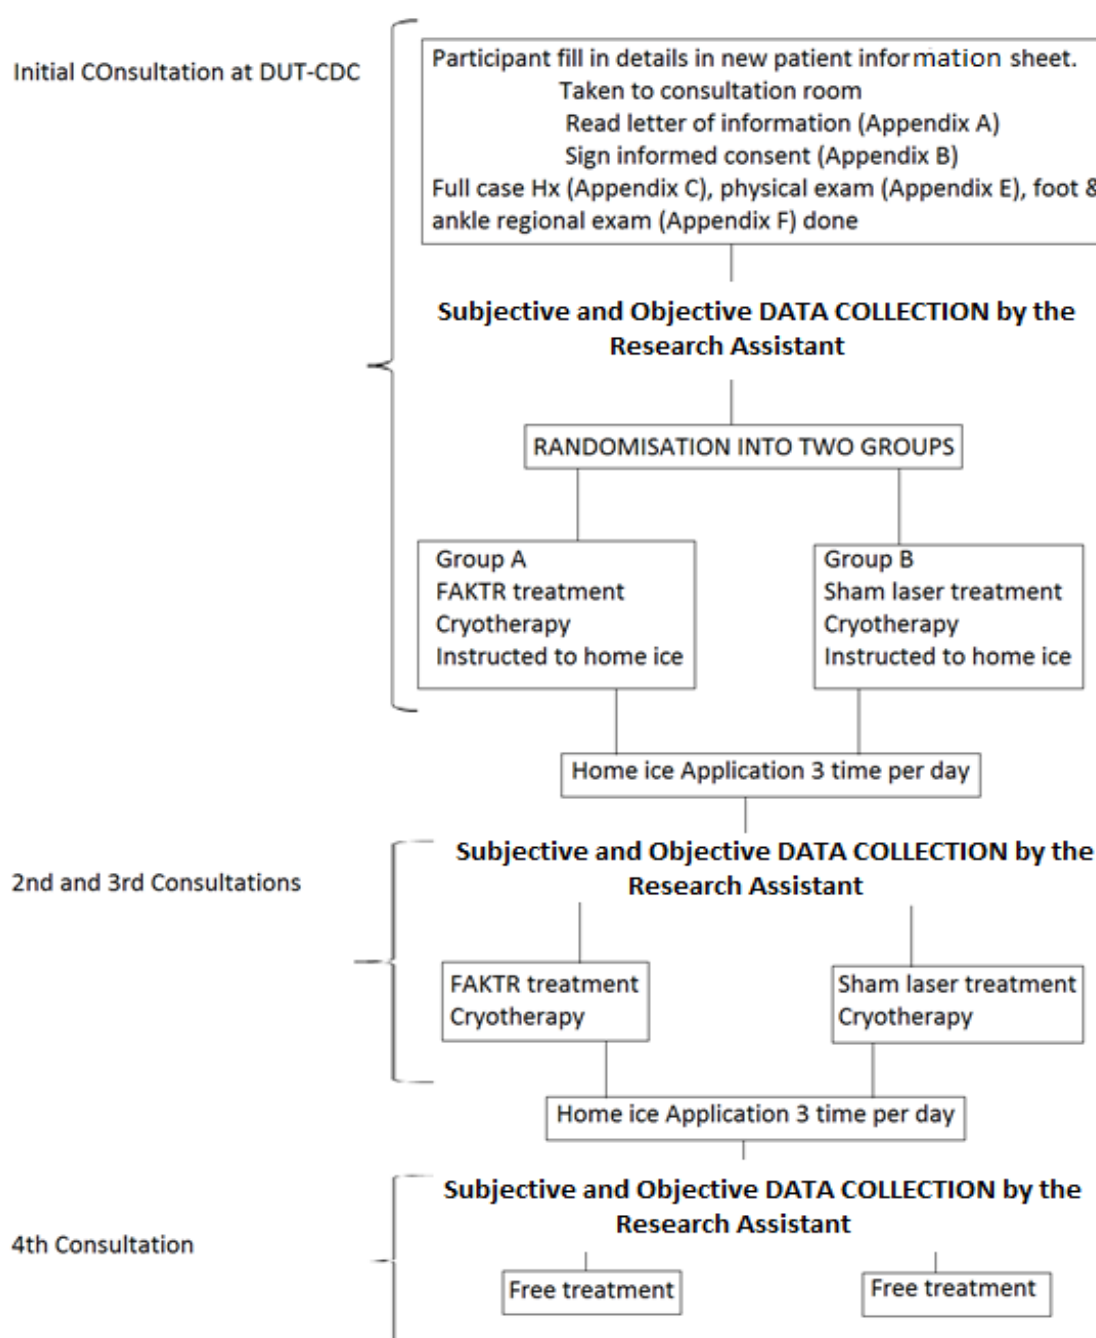 Initial COnsultation at DUT-CDC
Participant fill in details in new patient information sheet.
Taken to consultation room
Read letter of information (Appendix A)
Sign informed consent (Appendix B)
Full case Hx (Appendix C), physical exam (Appendix E), foot &
ankle regional exam (Appendix F) done
Subjective and Objective DATA COLLECTION by the
Research Assistant
RANDOMISATION INTO TWO GROUPS
Group A
FAKTR treatment
Cryotherapy
Instructed to home ice
Group B
Sham laser treatment
Cryotherapy
Instructed to home ice
Home ice Application 3 time per day
2nd and 3rd Consultations
Subjective and Objective DATA COLLECTION by the
Research Assistant
FAKTR treatment
Cryotherapy
Sham laser treatment
Cryotherapy
Home ice Application 3 time per day
4th Consultation
Subjective and Objective DATA COLLECTION by the
Research Assistant
Free treatment
Free treatment